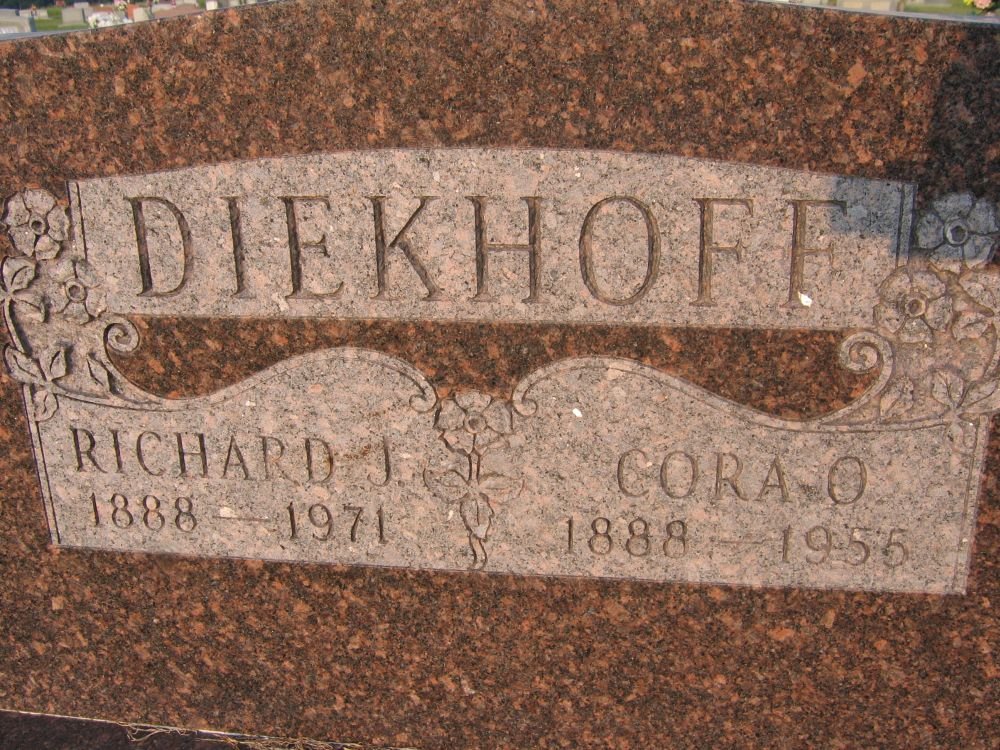 DIEKHOFF
RICHARD J. CORA O.
1888 — 1971 1888 — 1955